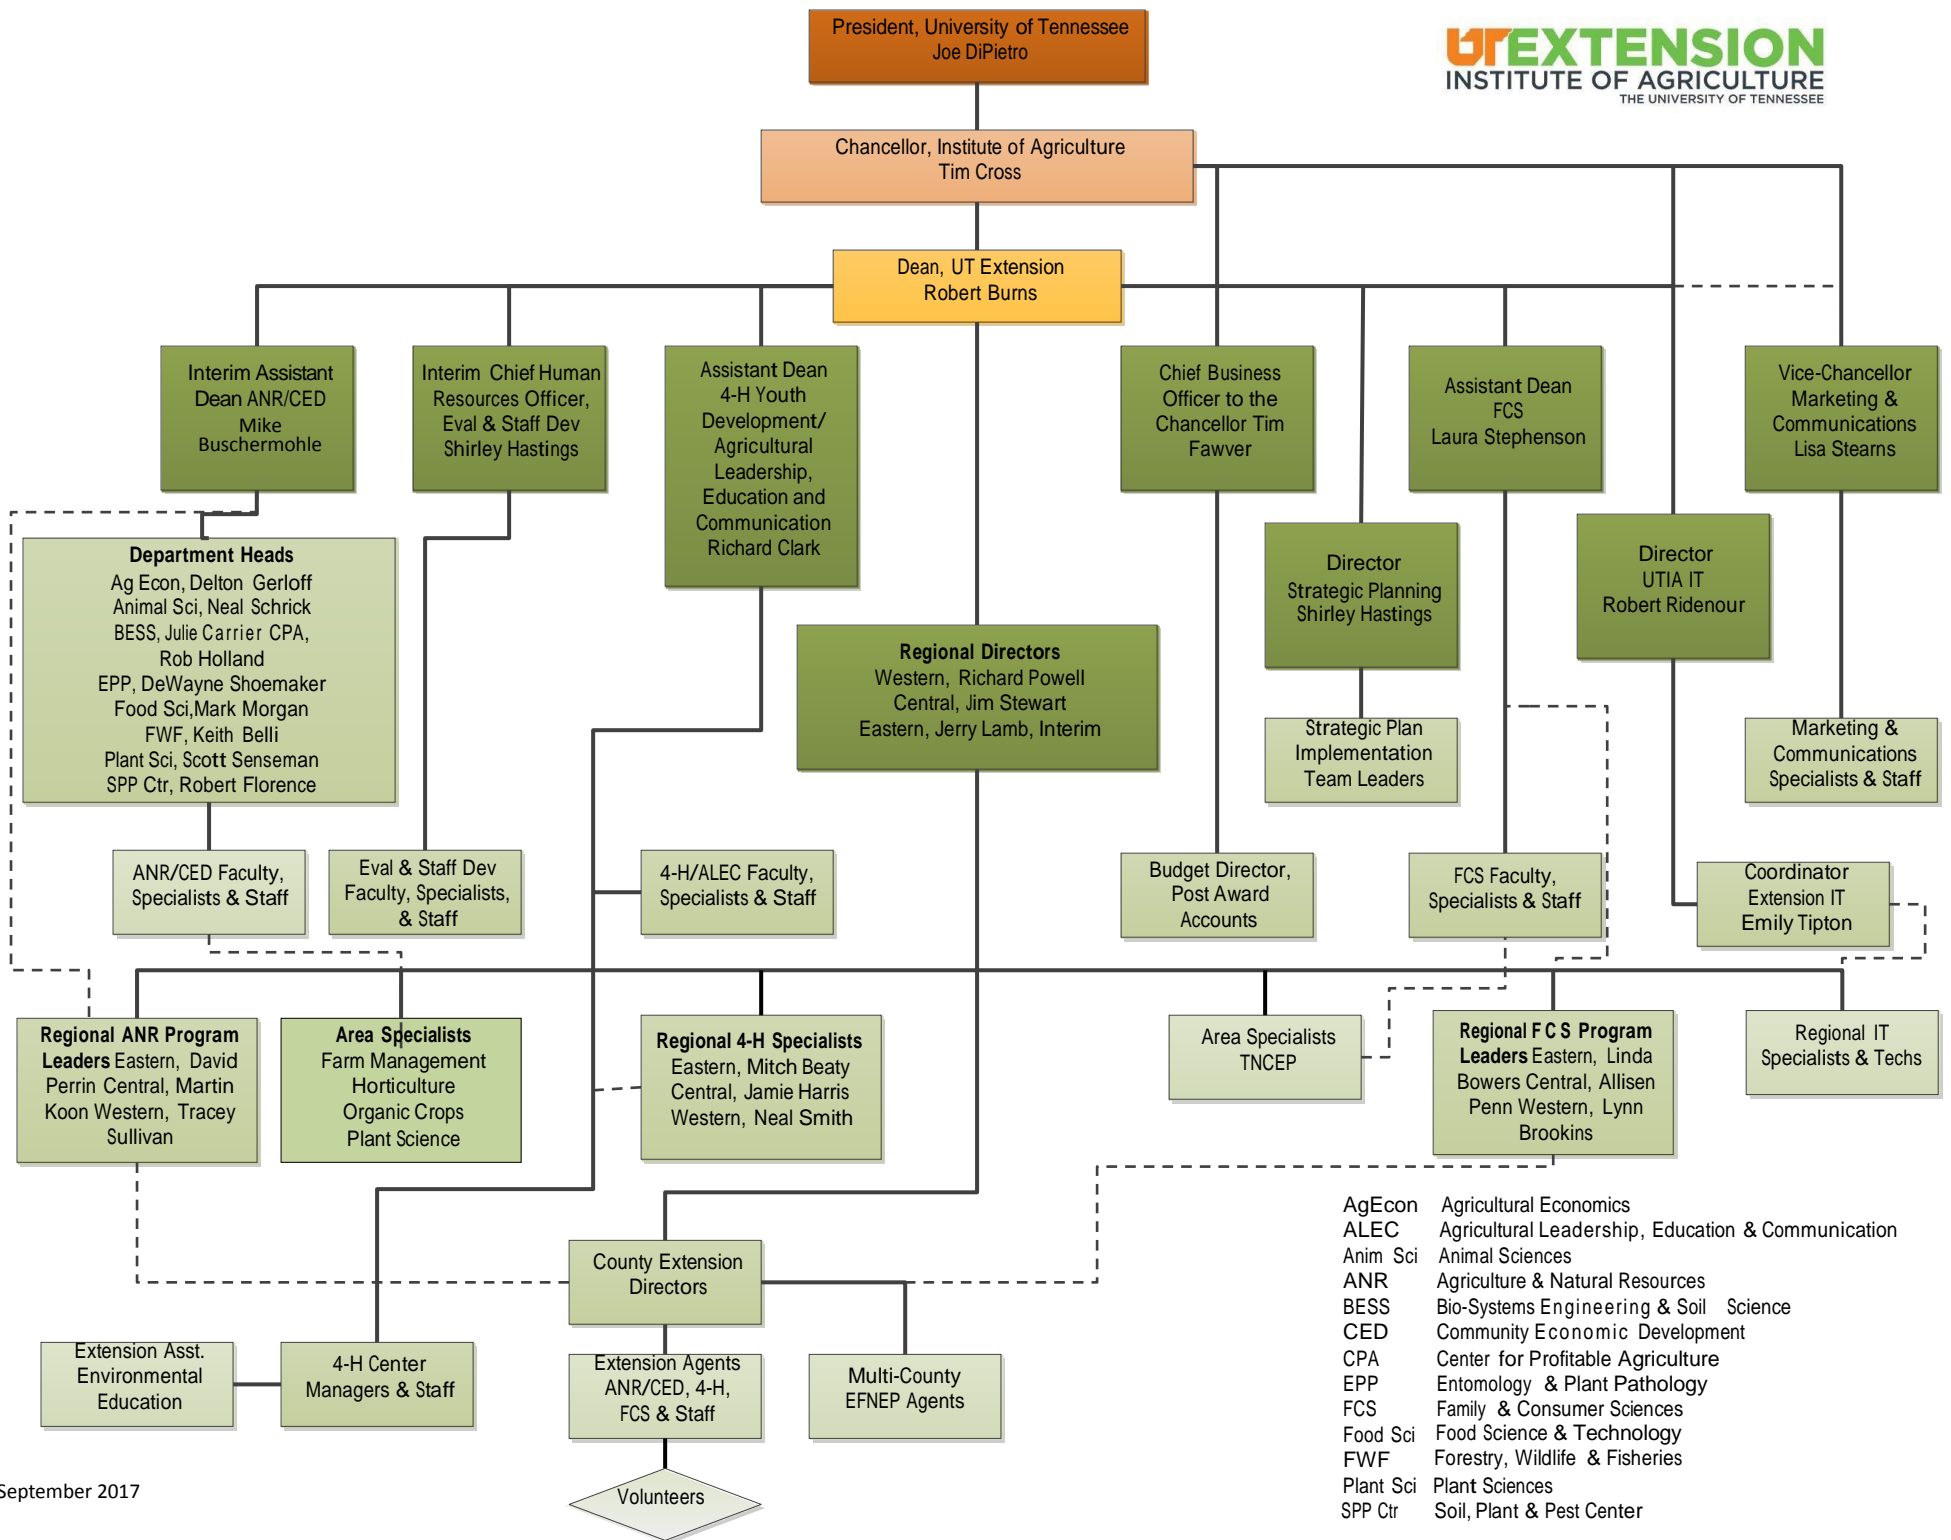 President, University of Tennessee
Joe DiPietro
UTEXTENSION
INSTITUTE OF AGRICULTURE
THE UNIVERSITY OF TENNESSEE
Chancellor, Institute of Agriculture
Tim Cross
Dean, UT Extension
Robert Burns
Interim Assistant
Dean ANR/CED
Mike
Buschermohle
Interim Chief Human
Resources Officer,
Eval & Staff Dev
Shirley Hastings
Assistant Dean
4-H Youth
Development/
Agricultural
Leadership,
Education and
Communication
Richard Clark
Chief Business
Officer to the
Chancellor Tim
Fawver
Assistant Dean
FCS
Laura Stephenson
Vice-Chancellor
Marketing &
Communications
Lisa Stearns
Department Heads
Ag Econ, Delton Gerloff
Animal Sci, Neal Schrick
BESS, Julie Carrier CPA,
Rob Holland
EPP, DeWayne Shoemaker
Food Sci,Mark Morgan
FWF, Keith Belli
Plant Sci, Scott Senseman
SPP Ctr, Robert Florence
Director
Strategic Planning
Shirley Hastings
Director
UTIA IT
Robert Ridenour
Regional Directors
Western, Richard Powell
Central, Jim Stewart
Eastern, Jerry Lamb, Interim
Strategic Plan
Implementation
Team Leaders
Marketing &
Communications
Specialists & Staff
ANR/CED Faculty,
Specialists & Staff
Eval & Staff Dev
Faculty, Specialists,
& Staff
4-H/ALEC Faculty,
Specialists & Staff
Budget Director,
Post Award
Accounts
FCS Faculty,
Specialists & Staff
Coordinator
Extension IT
Emily Tipton
Regional ANR Program
Leaders Eastern, David
Perrin Central, Martin
Koon Western, Tracey
Sullivan
Area Specialists
Farm Management
Horticulture
Organic Crops
Plant Science
Regional 4-H Specialists
Eastern, Mitch Beaty
Central, Jamie Harris
Western, Neal Smith
Area Specialists
TNCEP
Regional F C S Program
Leaders Eastern, Linda
Bowers Central, Allisen
Penn Western, Lynn
Brookins
Regional IT
Specialists & Techs
County Extension
Directors
Extension Asst.
Environmental
Education
4-H Center
Managers & Staff
Extension Agents
ANR/CED, 4-H,
FCS & Staff
Multi-County
EFNEP Agents
Volunteers
AgEcon Agricultural Economics
ALEC Agricultural Leadership, Education & Communication
Anim Sci Animal Sciences
ANR Agriculture & Natural Resources
BESS Bio-Systems Engineering & Soil Science
CED Community Economic Development
CPA Center for Profitable Agriculture
EPP Entomology & Plant Pathology
FCS Family & Consumer Sciences
Food Sci Food Science & Technology
FWF Forestry, Wildlife & Fisheries
Plant Sci Plant Sciences
SPP Ctr Soil, Plant & Pest Center
September 2017